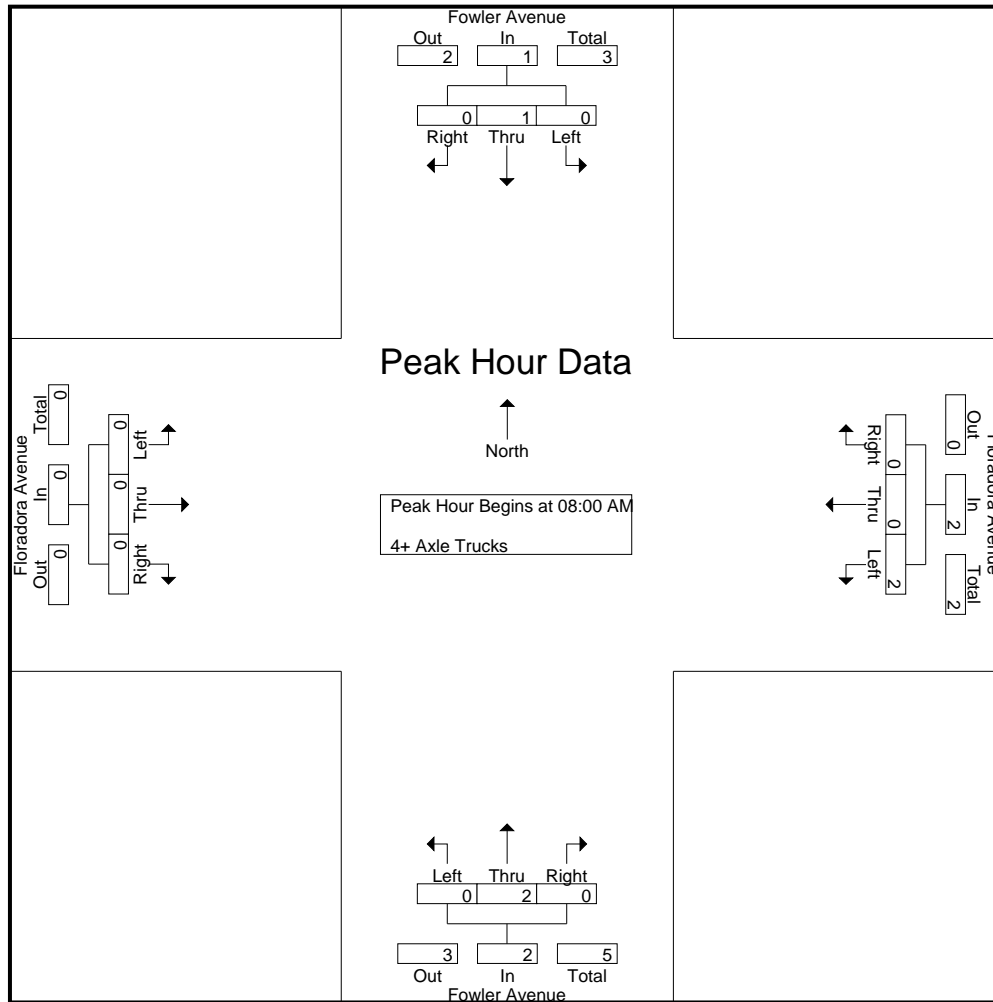 Fowler Avenue
Out In Total
2 1 3
0 1 0
Right Thru Left
Peak Hour Data
North
Peak Hour Begins at 08:00 AM
4+ Axle Trucks
Floradora Avenue
Out In Total
0 0 0
0 0 0
Right Thru Left
Floradora Avenue
Out In Total
0 2 2
0 0 2
Right Thru Left
Left Thru Right
0 2 0
3 2 5
Out In Total
Fowler Avenue